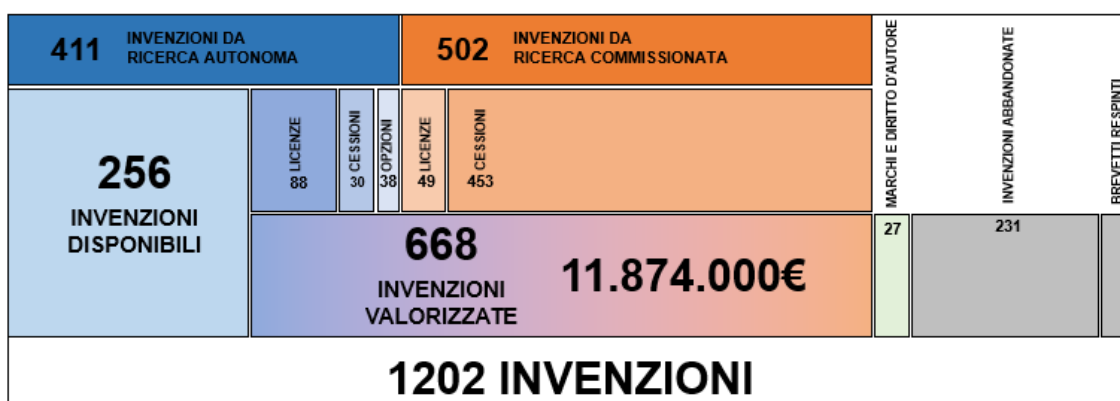 411
INVENZIONI DA
RICERCA AUTONOMA
502
INVENZIONI DA
RICERCA COMMISSIONATA
MARCHI E DIRITTO D'AUTORE
INVENZIONI ABBANDONATE
BREVETTI RESPINTI
256
INVENZIONI
DISPONIBILI
LICENZE
88
CESSIONI
30
OPZIONI
38
LICENZE
49
CESSIONI
453
668
INVENZIONI
VALORIZZATE
11.874.000€
27
231
1202 INVENZIONI